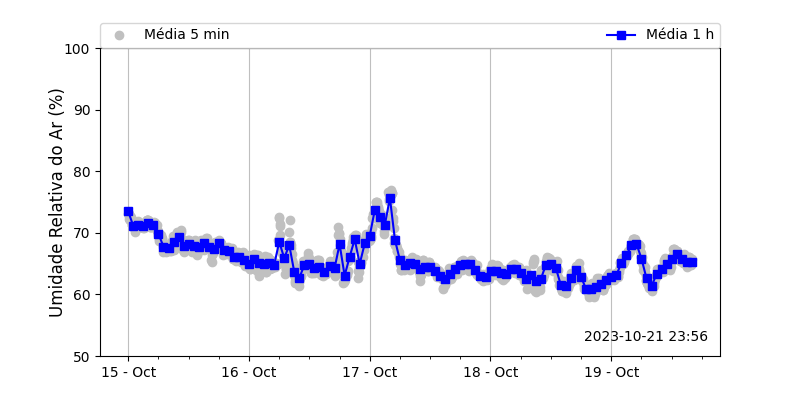 Média 5 min
Média 1 h
Umidade Relativa do Ar (%)
100
90
80
70
60
50
2023-10-21 23:56
15 - Oct
16 - Oct
17 - Oct
18 - Oct
19 - Oct